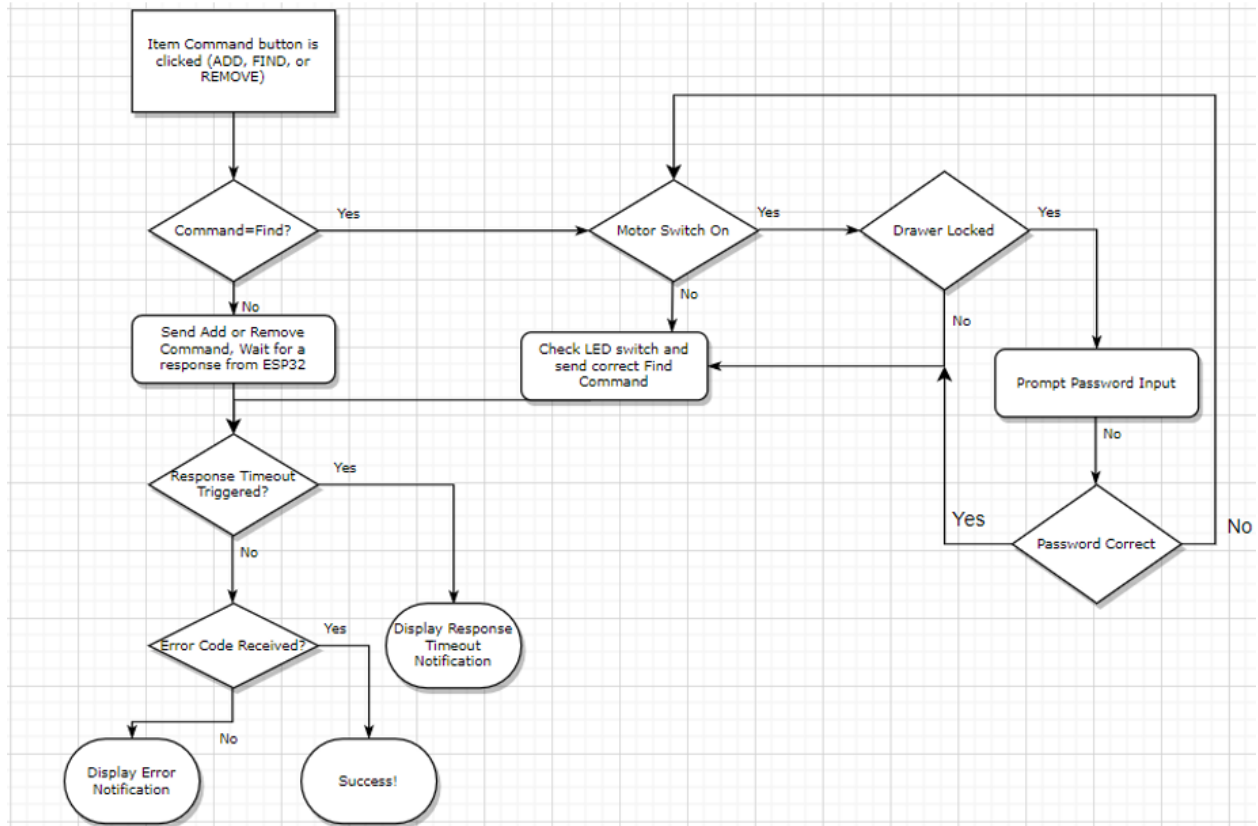 Item Command button is
clicked (ADD, FIND, or
REMOVE)
Command=Find?
Yes
Motor Switch On
Yes
Drawer Locked
Yes
No
Send Add or Remove
Command, Wait for a
response from ESP32
No
Check LED switch and
send correct Find
Command
No
Prompt Password Input
No
Password Correct
Yes
No
Response Timeout
Triggered?
Yes
No
Display Response
Timeout
Notification
Error Code Received?
Yes
No
Display Error
Notification
Success!